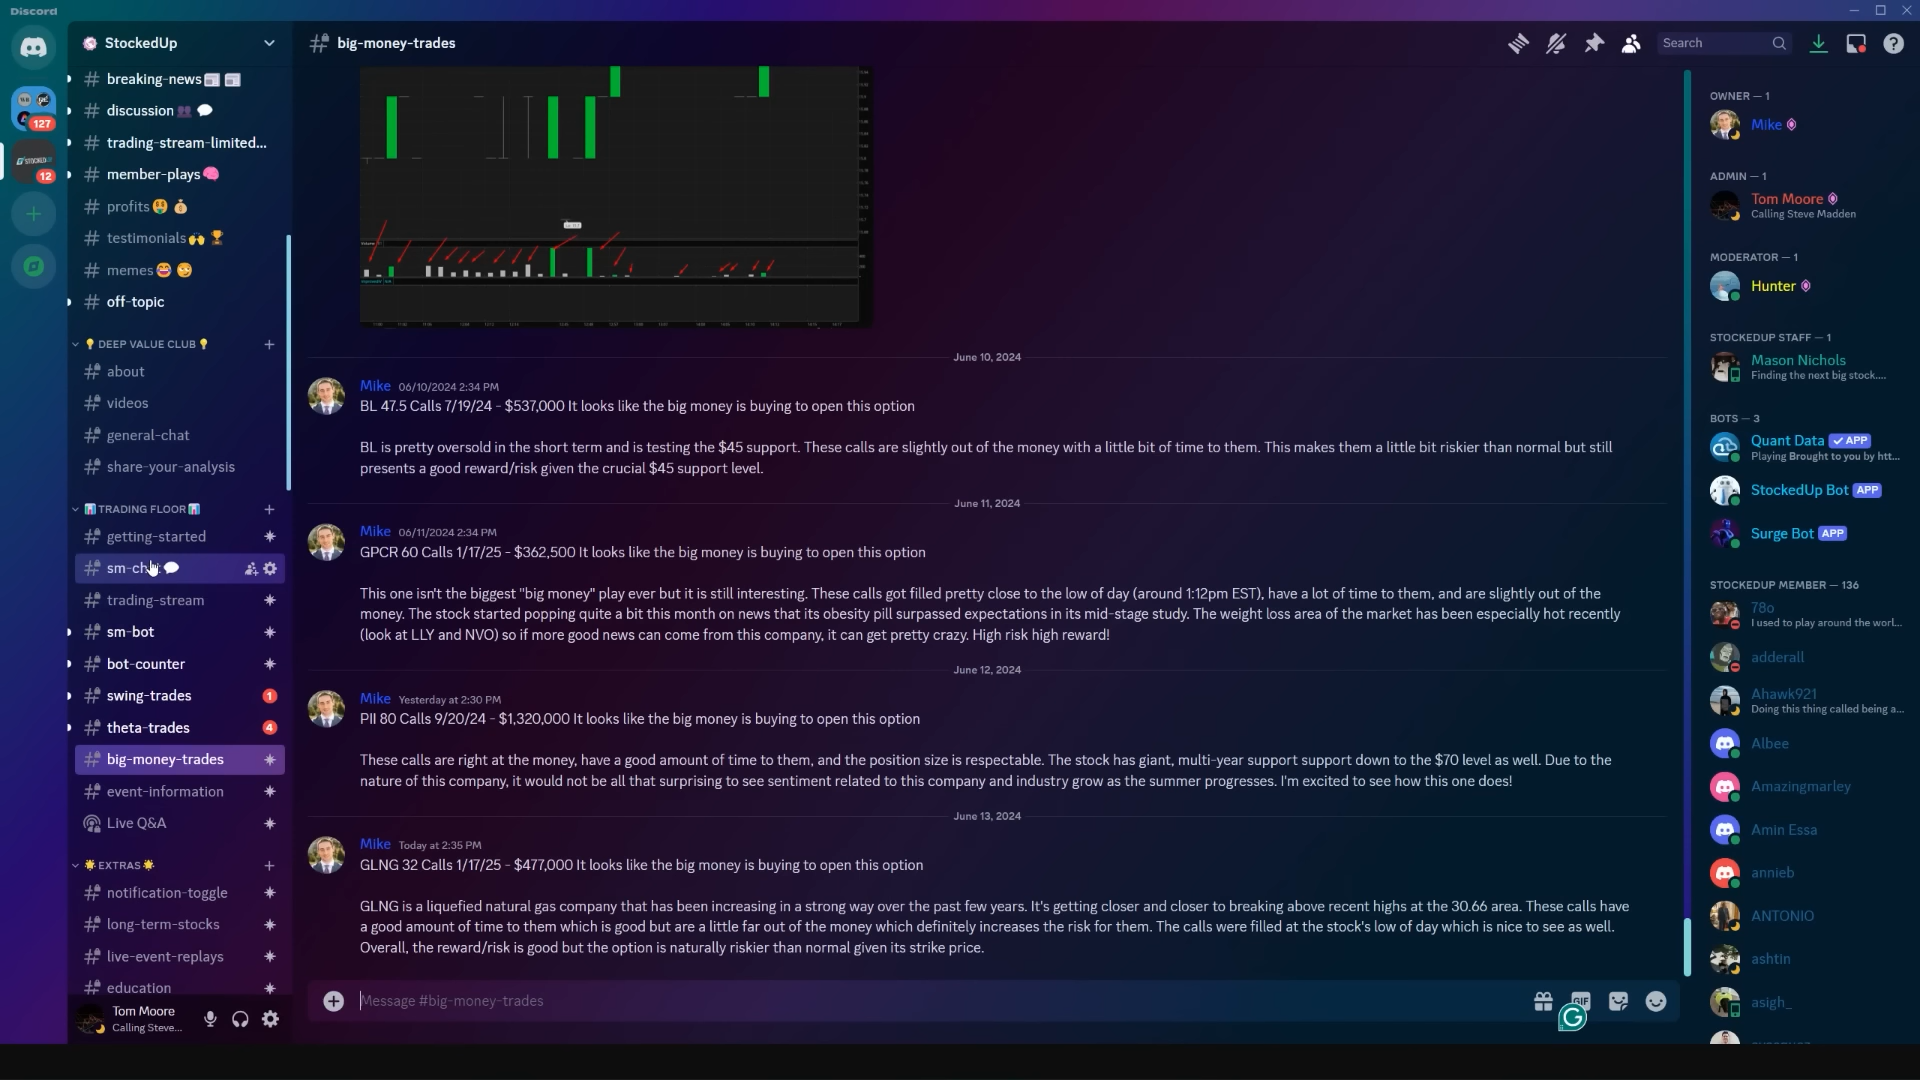 Discord
StockedUp
big-money-trades
Search
127
12
breaking-news
discussion
trading-stream-limited...
member-plays
profits
testimonials
memes
off-topic
DEEP VALUE CLUB
about
videos
general-chat
share-your-analysis
TRADING FLOOR
getting-started
sm-ch
trading-stream
sm-bot
bot-counter
swing-trades 1
theta-trades 4
big-money-trades
event-information
Live Q&A
EXTRAS
notification-toggle
long-term-stocks
live-event-replays
education
Tom Moore
Calling Steve...
June 10, 2024
Mike 06/10/2024 2:34 PM
BL 47.5 Calls 7/19/24 - $537,000 It looks like the big money is buying to open this option
BL is pretty oversold in the short term and is testing the $45 support. These calls are slightly out of the money with a little bit of time to them. This makes them a little bit riskier than normal but still
presents a good reward/risk given the crucial $45 support level.
June 11, 2024
Mike 06/11/2024 2:34 PM
GPCR 60 Calls 1/17/25 - $362,500 It looks like the big money is buying to open this option
This one isn't the biggest "big money" play ever but it is still interesting. These calls got filled pretty close to the low of day (around 1:12pm EST), have a lot of time to them, and are slightly out of the
money. The stock started popping quite a bit this month on news that its obesity pill surpassed expectations in its mid-stage study. The weight loss area of the market has been especially hot recently
(look at LLY and NVO) so if more good news can come from this company, it can get pretty crazy. High risk high reward!
June 12, 2024
Mike Yesterday at 2:30 PM
PII 80 Calls 9/20/24 - $1,320,000 It looks like the big money is buying to open this option
These calls are right at the money, have a good amount of time to them, and the position size is respectable. The stock has giant, multi-year support support down to the $70 level as well. Due to the
nature of this company, it would not be all that surprising to see sentiment related to this company and industry grow as the summer progresses. I'm excited to see how this one does!
June 13, 2024
Mike Today at 2:35 PM
GLNG 32 Calls 1/17/25 - $477,000 It looks like the big money is buying to open this option
GLNG is a liquefied natural gas company that has been increasing in a strong way over the past few years. It's getting closer and closer to breaking above recent highs at the 30.66 area. These calls have
a good amount of time to them which is good but are a little far out of the money which definitely increases the risk for them. The calls were filled at the stock's low of day which is nice to see as well.
Overall, the reward/risk is good but the option is naturally riskier than normal given its strike price.
Message #big-money-trades
GIF
OWNER — 1
Mike
ADMIN — 1
Tom Moore
Calling Steve Madden
MODERATOR — 1
Hunter
STOCKEDUP STAFF — 1
Mason Nichols
Finding the next big stock....
BOTS — 3
Quant Data APP
Playing Brought to you by htt...
StockedUp Bot APP
Surge Bot APP
STOCKEDUP MEMBER — 136
78o
I used to play around the worl...
adderall
Ahawk921
Doing this thing called being a...
Albee
Amazingmarley
Amin Essa
annieb
ANTONIO
ashtin
asigh_